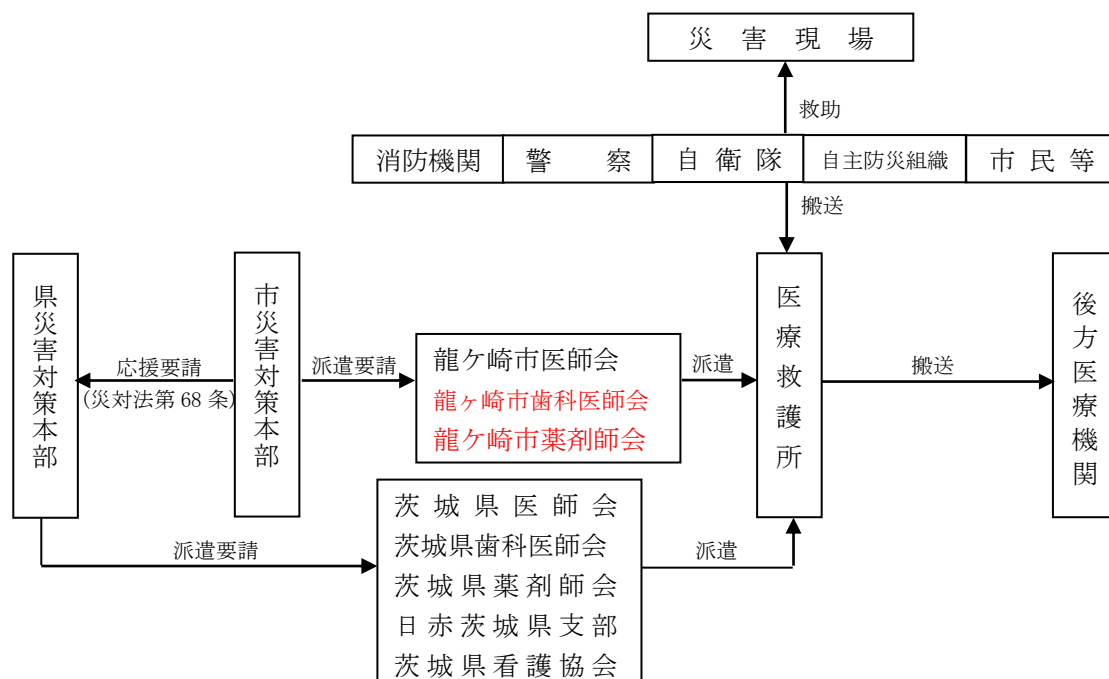 災害現場
救助
消防機関
警察
自衛隊
自主防災組織
市民等
搬送
県災害対策本部
応援要請
(災対法第 68 条)
市災害対策本部
派遣要請
龍ケ崎市医師会
龍ヶ崎市歯科医師会
龍ケ崎市薬剤師会
派遣
医療救護所
搬送
後方医療機関
派遣要請
茨城県医師会
茨城県歯科医師会
茨城県薬剤師会
日赤茨城県支部
茨城県看護協会
派遣